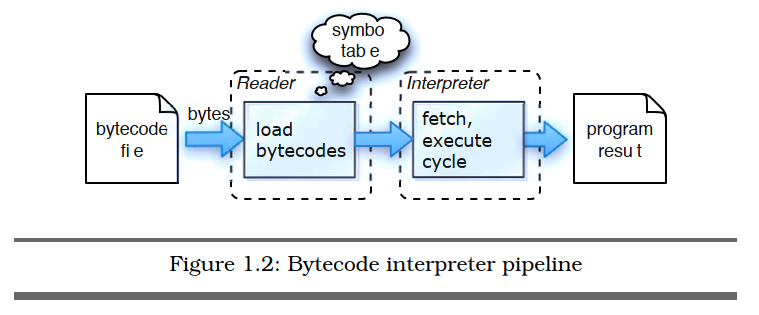 symbo
tab e
Reader
Interpreter
bytecode
fi e
bytes
load
bytecodes
fetch,
execute
cycle
program
resu t
Figure 1.2: Bytecode interpreter pipeline